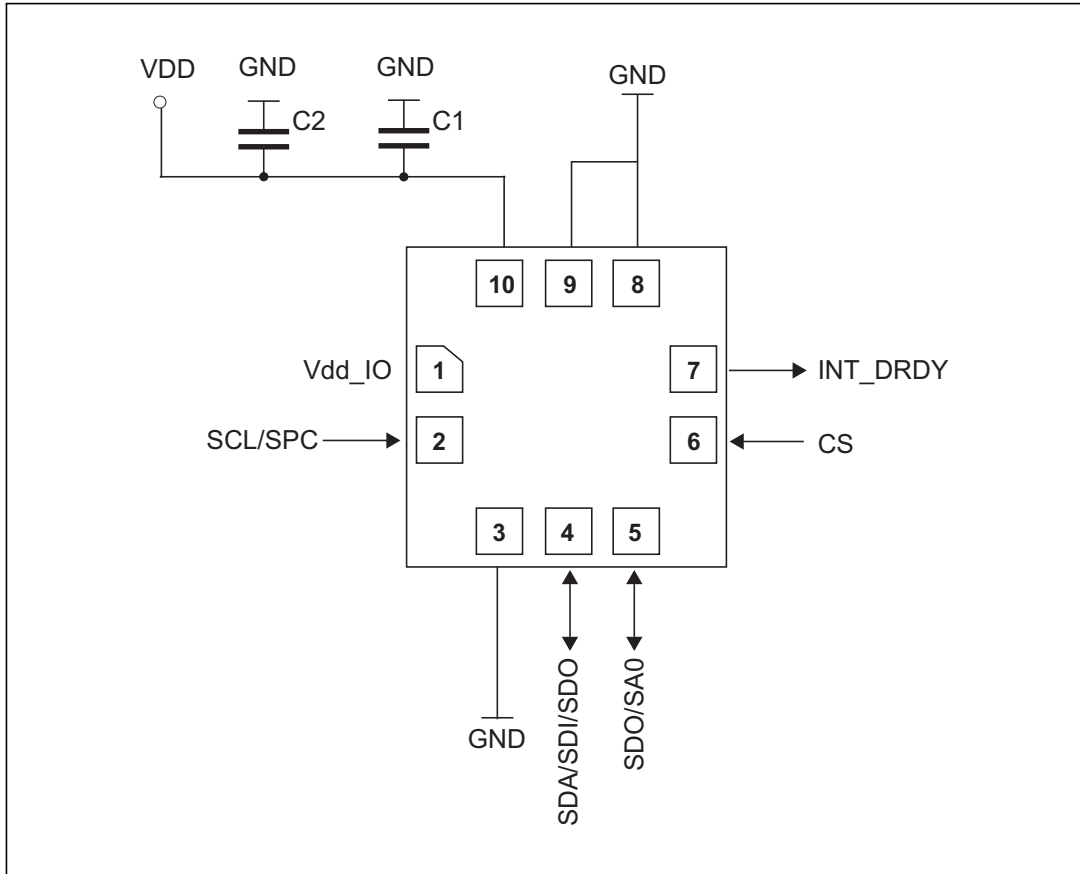 VDD
GND
GND
GND
C2
C1
10
9
8
Vdd_IO
1
7
INT_DRDY
SCL/SPC
2
6
CS
3
4
5
GND
SDA/SDI/SDO
SDO/SA0